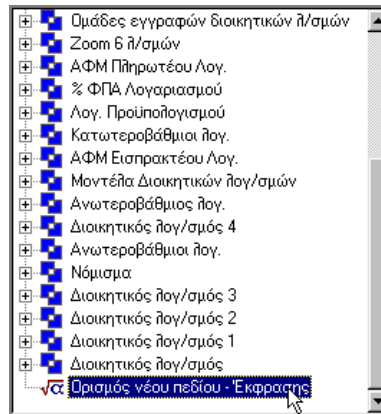 Ομάδες εγγραφών διοικητικών λ/σμών
Zoom 6 λ/σμών
ΑΦΜ Πληρωτέου Λογ.
% ΦΠΑ Λογαριασμού
Λογ. Προϋπολογισμού
Κατωτεροβάθμιοι λογ.
ΑΦΜ Εισπρακτέου Λογ.
Μοντέλα Διοικητικών λογ/σμών
Ανωτεροβάθμιος λογ.
Διοικητικός λογ/σμός 4
Ανωτεροβάθμιοι λογ.
Νόμισμα
Διοικητικός λογ/σμός 3
Διοικητικός λογ/σμός 2
Διοικητικός λογ/σμός 1
Διοικητικός λογ/σμός
√α Ορισμός νέου πεδίου - Έκφρασης